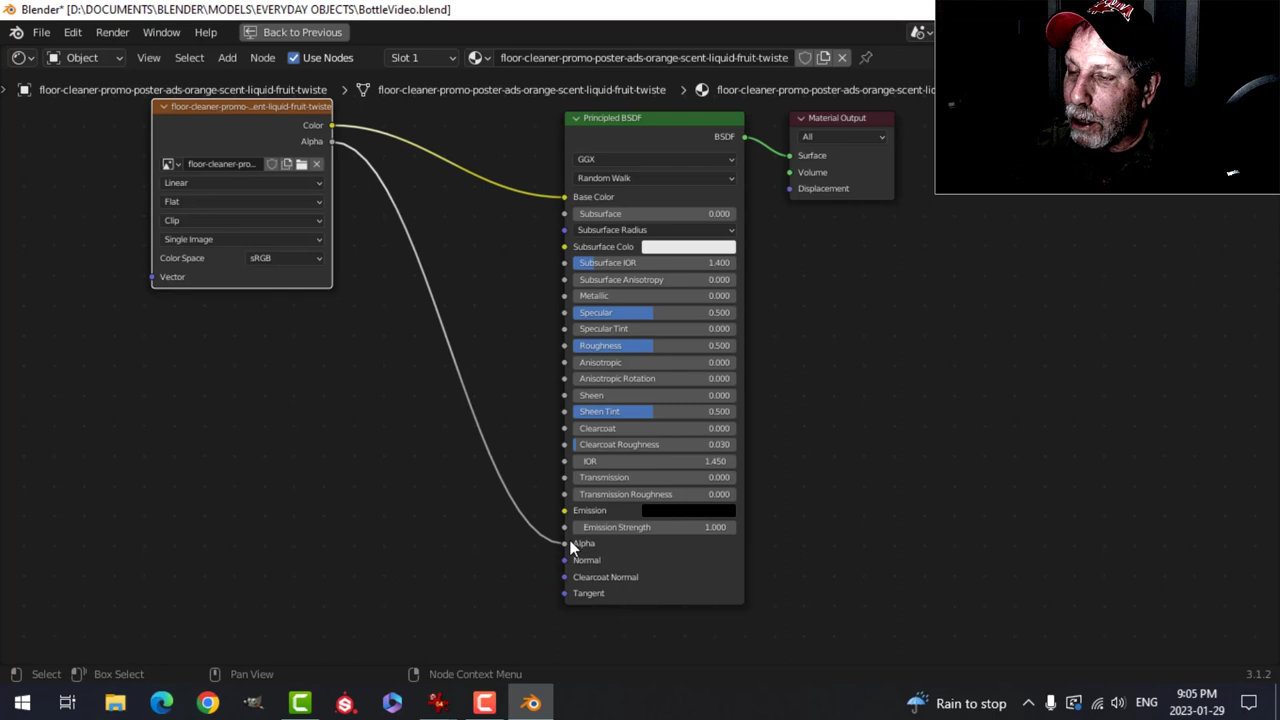 Blender* [D:\DOCUMENTS\BLENDER\MODELS\EVERYDAY OBJECTS\BottleVideo.blend]
File Edit Render Window Help Back to Previous
Object View Select Add Node Use Nodes Slot 1 floor-cleaner-promo-poster-ads-orange-scent-liquid-fruit-twiste
floor-cleaner-promo-poster-ads-orange-scent-liquid-fruit-twiste floor-cleaner-promo-poster-ads-orange-scent-liquid-fruit-twiste floor-cleaner-promo-poster-ads-orange-scent-li
floor-cleaner-promo-...ent-liquid-fruit-twiste
Color
Alpha
floor-cleaner-pro...
Linear
Flat
Clip
Single Image
Color Space sRGB
Vector
Principled BSDF
BSDF
GGX
Random Walk
Base Color
Subsurface 0.000
Subsurface Radius
Subsurface Colo
Subsurface IOR 1.400
Subsurface Anisotropy 0.000
Metallic 0.000
Specular 0.500
Specular Tint 0.000
Roughness 0.500
Anisotropic 0.000
Anisotropic Rotation 0.000
Sheen 0.000
Sheen Tint 0.500
Clearcoat 0.000
Clearcoat Roughness 0.030
IOR 1.450
Transmission 0.000
Transmission Roughness 0.000
Emission
Emission Strength 1.000
Alpha
Normal
Clearcoat Normal
Tangent
Material Output
All
Surface
Volume
Displacement
Select Box Select Pan View Node Context Menu 3.1.2
Rain to stop ENG 9:05 PM
2023-01-29